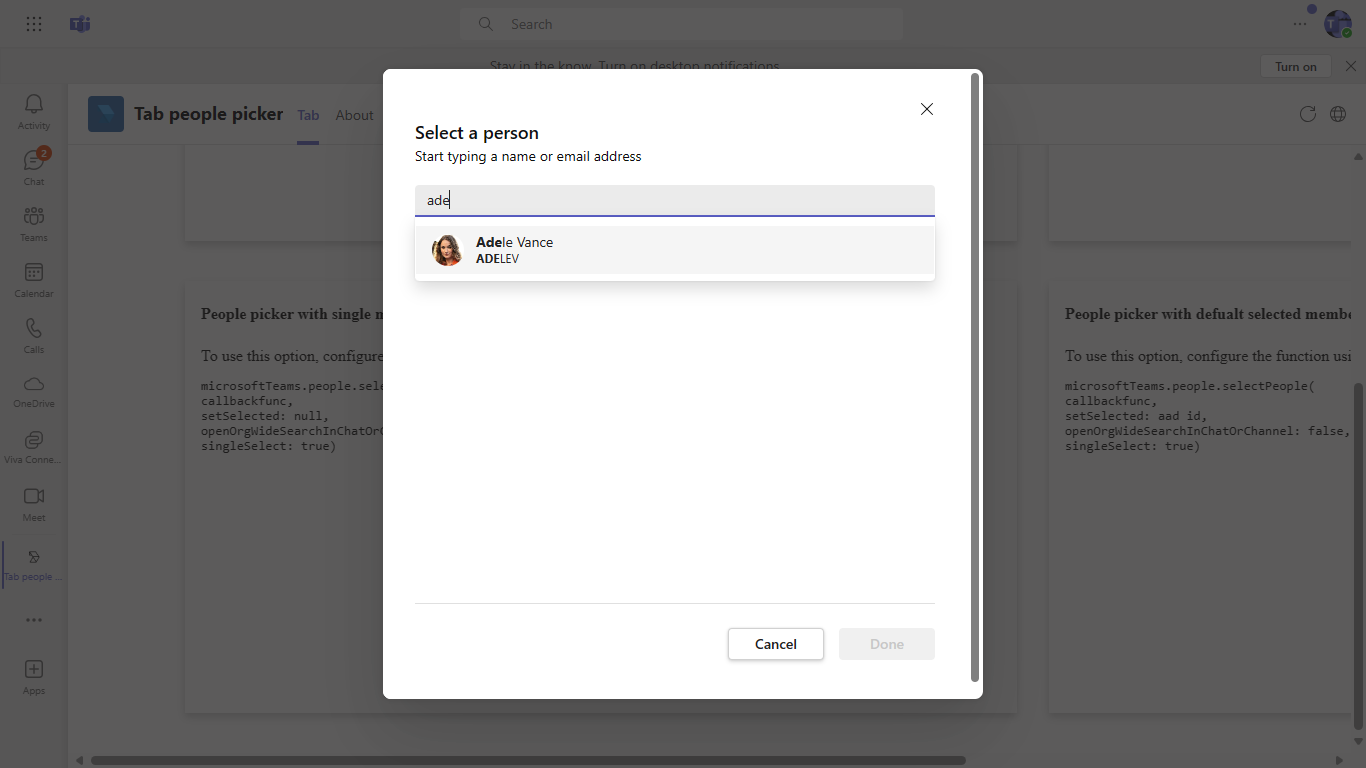 Search
Stay in the know. Turn on desktop notifications.
Turn on
Activity
2
Chat
Teams
Calendar
Calls
OneDrive
Viva Conne...
Meet
Tab people...
Apps
Tab people picker
Tab
About
Select a person
Start typing a name or email address
ade
Adele Vance
ADELEV
Cancel
Done
People picker with single m
To use this option, configure
microsoftTeams.people.sele
callbackfunc,
setSelected: null,
openOrgWideSearchInChatOrC
singleSelect: true)
People picker with defualt selected membe
To use this option, configure the function usi
microsoftTeams.people.selectPeople(
callbackfunc,
setSelected: aad id,
openOrgWideSearchInChatOrChannel: false,
singleSelect: true)